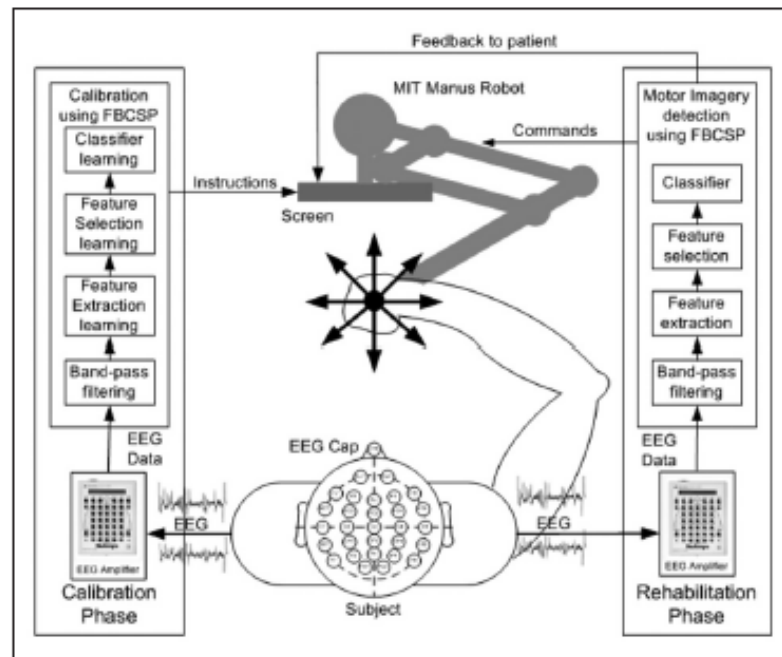 Feedback to patient
Calibration
using FBCSP
Classifier
learning
Feature
Selection
learning
Feature
Extraction
learning
Band-pass
filtering
EEG
Data
EEG Amplifier
Calibration
Phase
Instructions
MIT Manus Robot
Commands
Screen
EEG Cap
EEG
EEG
Subject
Motor Imagery
detection
using FBCSP
Classifier
Feature
selection
Feature
extraction
Band-pass
filtering
EEG
Data
EEG Amplifier
Rehabilitation
Phase